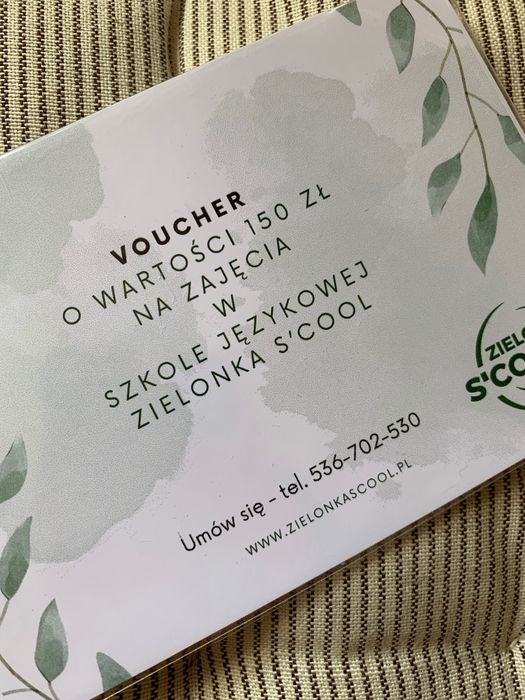 VOUCHER
O WARTOŚCI 150 ZŁ
NA ZAJĘCIA
W
SZKOLE JĘZYKOWEJ
ZIELONKA S'COOL
Umów się - tel. 536-702-530
WWW.ZIELONKASCOOL.PL